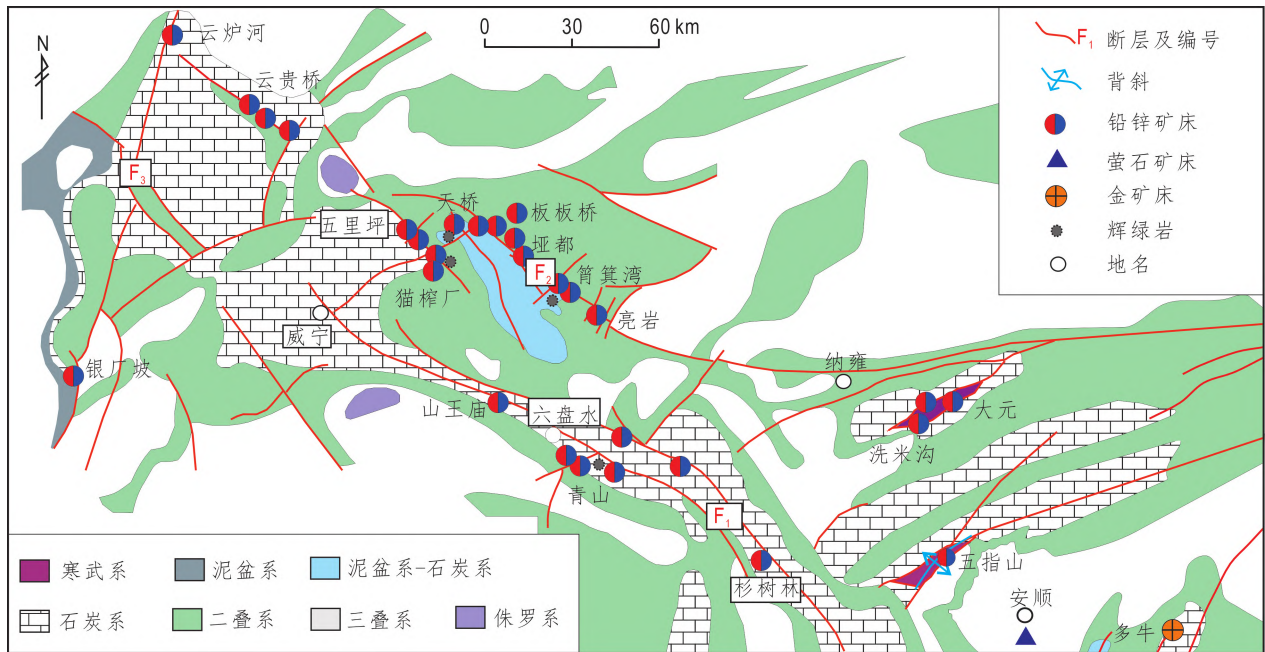 N
0 30 60 km
云炉河
云贵桥
F3
天桥
板板桥
五里坪
垭都
F2
筲箕湾
猫榨厂
亮岩
威宁
纳雍
银厂坡
山王庙
六盘水
大元
洗米沟
青山
F1
五指山
杉树林
安顺
多牛
F1 断层及编号
背斜
铅锌矿床
萤石矿床
金矿床
辉绿岩
地名
寒武系
泥盆系
泥盆系-石炭系
石炭系
二叠系
三叠系
侏罗系